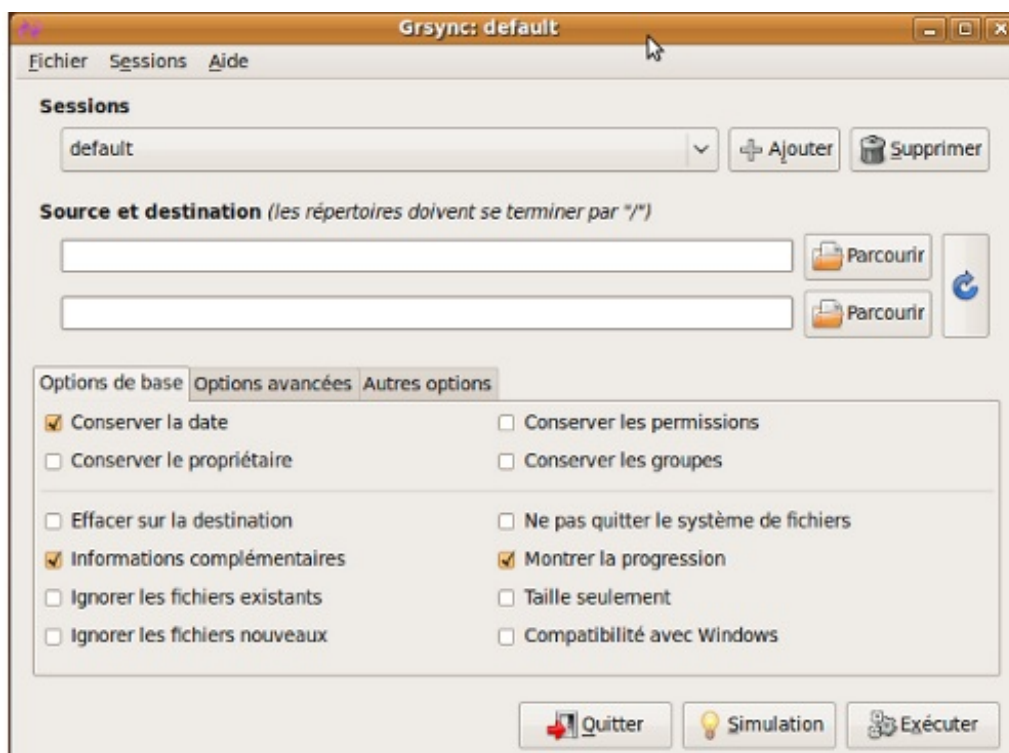 Grsync: default
Fichier Sessions Aide
Sessions
default Ajouter Supprimer
Source et destination (les répertoires doivent se terminer par "/")
Parcourir
Parcourir
Options de base Options avancées Autres options
Conserver la date Conserver les permissions
Conserver le propriétaire Conserver les groupes
Effacer sur la destination Ne pas quitter le système de fichiers
Informations complémentaires Montrer la progression
Ignorer les fichiers existants Taille seulement
Ignorer les fichiers nouveaux Compatibilité avec Windows
Quitter Simulation Exécuter